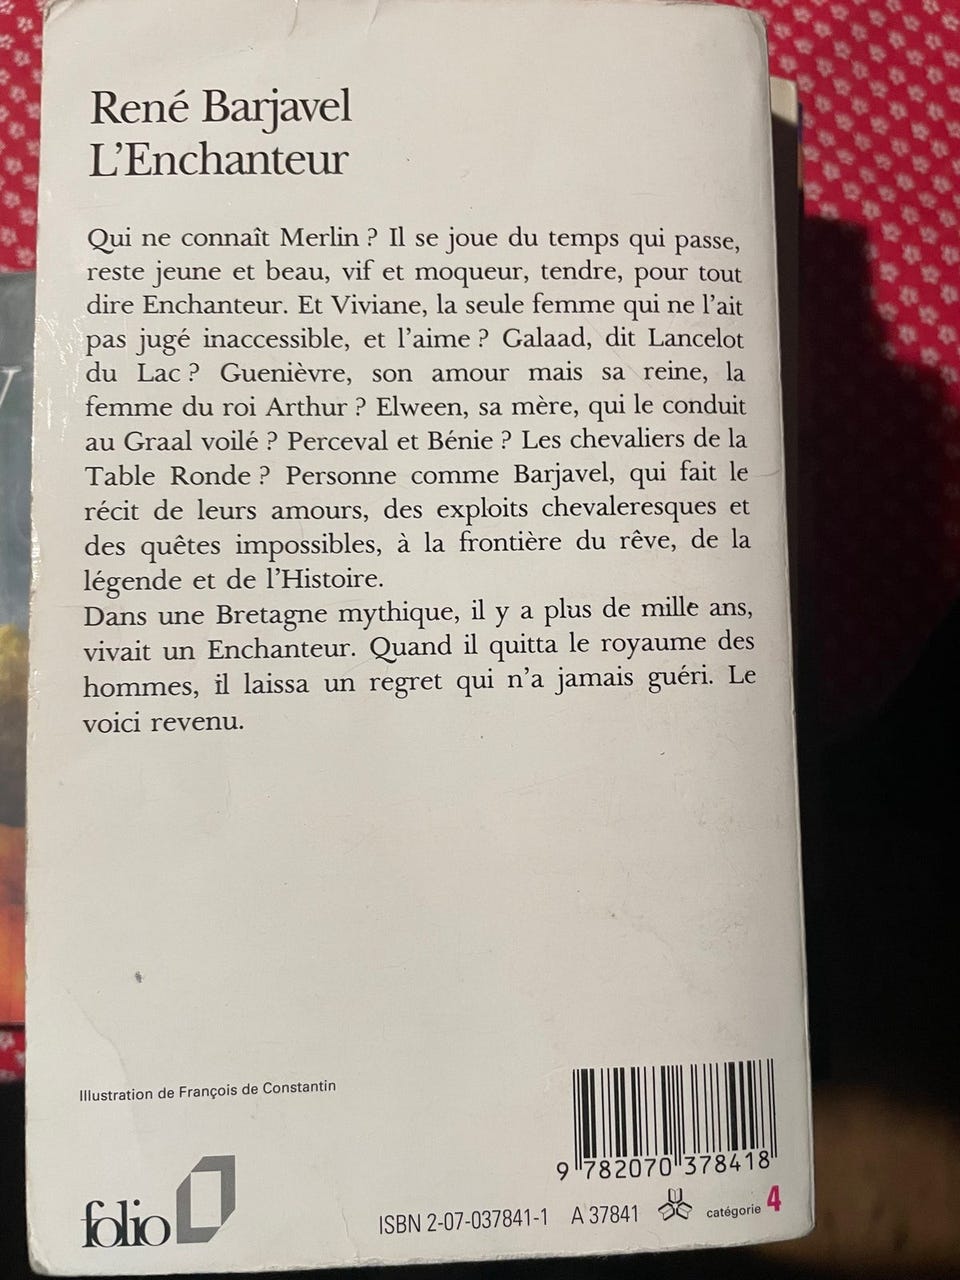 René Barjavel
L'Enchanteur
Qui ne connaît Merlin ? Il se joue du temps qui passe,
reste jeune et beau, vif et moqueur, tendre, pour tout
dire Enchanteur. Et Viviane, la seule femme qui ne l'ait
pas jugé inaccessible, et l'aime ? Galaad, dit Lancelot
du Lac ? Guenièvre, son amour mais sa reine, la
femme du roi Arthur ? Elween, sa mère, qui le conduit
au Graal voilé ? Perceval et Bénie ? Les chevaliers de la
Table Ronde ? Personne comme Barjavel, qui fait le
récit de leurs amours, des exploits chevaleresques et
des quêtes impossibles, à la frontière du rêve, de la
légende et de l'Histoire.
Dans une Bretagne mythique, il y a plus de mille ans,
vivait un Enchanteur. Quand il quitta le royaume des
hommes, il laissa un regret qui n'a jamais guéri. Le
voici revenu.
Illustration de François de Constantin
9 782070 378418
folio
ISBN 2-07-037841-1 A 37841 catégorie 4